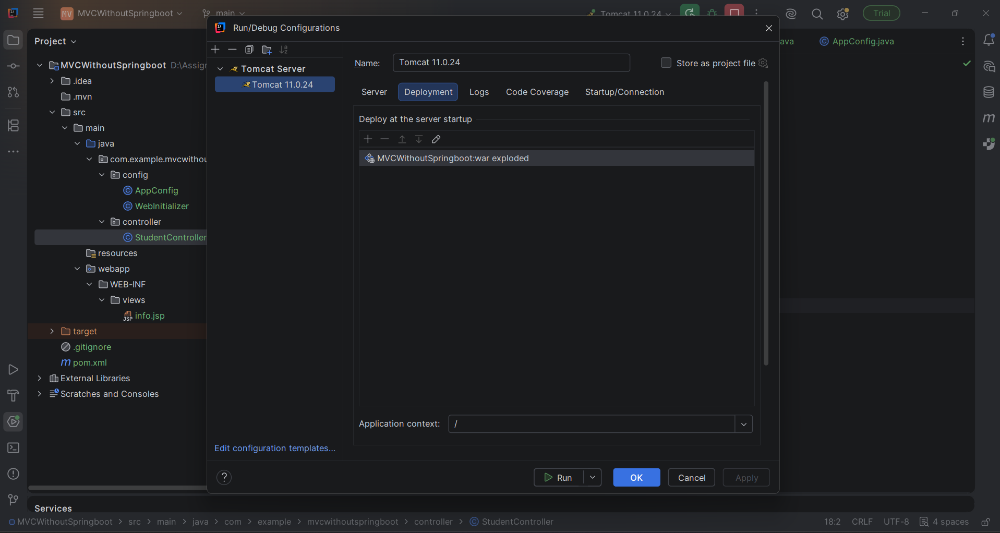 MV MVCWithoutSpringboot main Tomcat 11.0.24 Trial
Run/Debug Configurations
Project
ava AppConfig.java
MVCWithoutSpringboot D:\Assig
.idea
.mvn
src
main
java
com.example.mvcwithou
config
AppConfig
WebInitializer
controller
StudentController
resources
webapp
WEB-INF
views
JSP info.jsp
target
.gitignore
m pom.xml
External Libraries
Scratches and Consoles
Tomcat Server
Tomcat 11.0.24
Edit configuration templates...
Name: Tomcat 11.0.24 Store as project file
Server Deployment Logs Code Coverage Startup/Connection
Deploy at the server startup
MVCWithoutSpringboot:war exploded
Application context: /
? Run OK Cancel Apply
Services
MVCWithoutSpringboot > src > main > java > com > example > mvcwithoutspringboot > controller > StudentController 18:2 CRLF UTF-8 4 spaces